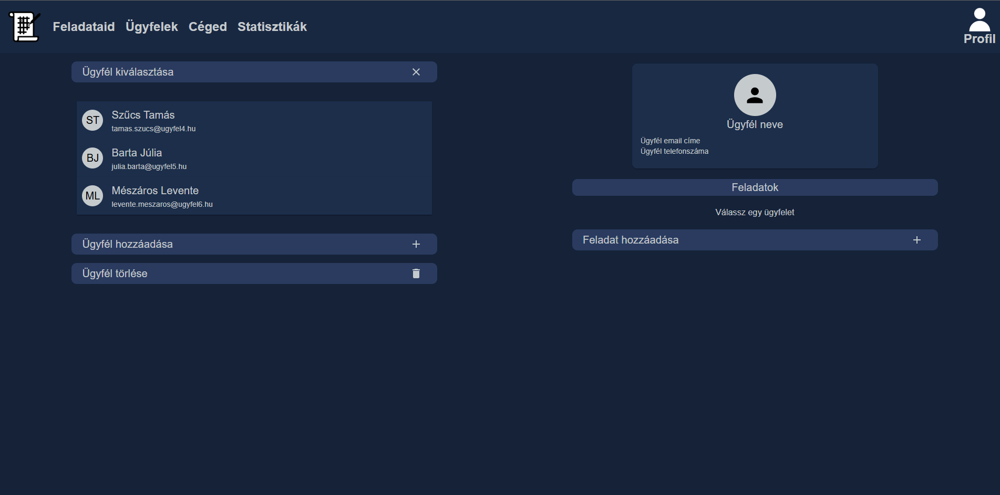 Feladataid Ügyfelek Céged Statisztikák
Profil
Ügyfél kiválasztása
ST
Szűcs Tamás
tamas.szucs@ugyfel4.hu
BJ
Barta Júlia
julia.barta@ugyfel5.hu
ML
Mészáros Levente
levente.meszaros@ugyfel6.hu
Ügyfél hozzáadása
Ügyfél törlése
Ügyfél neve
Ügyfél email címe
Ügyfél telefonszáma
Feladatok
Válassz egy ügyfelet
Feladat hozzáadása